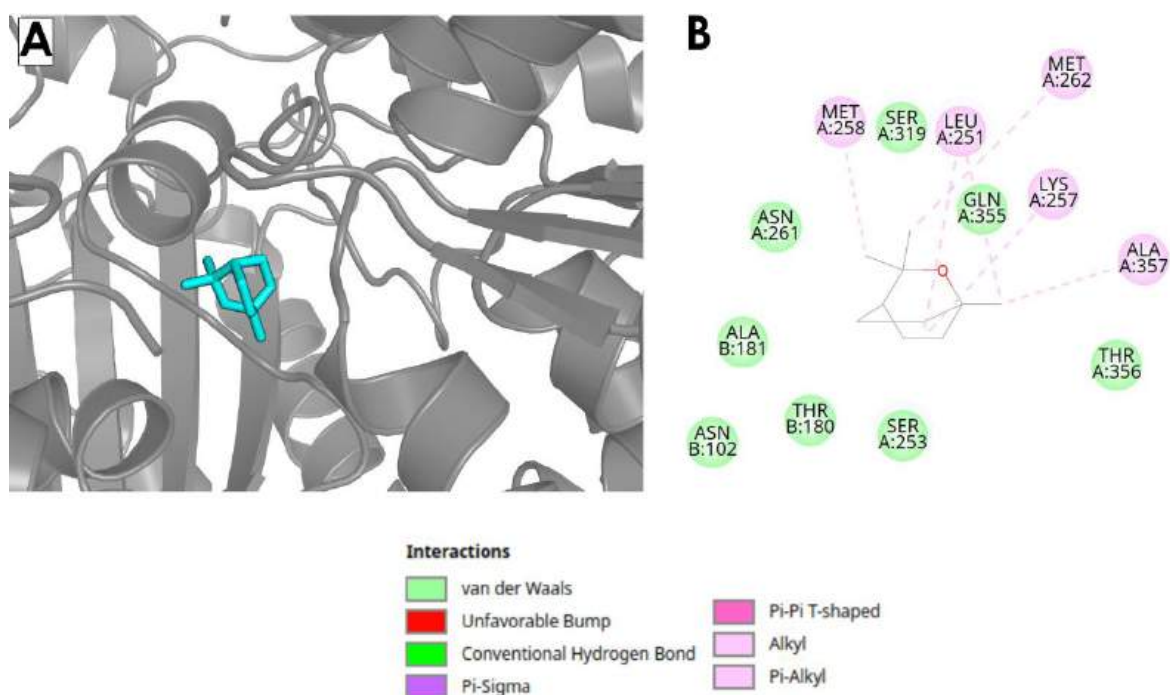 A
B
MET
A:262
MET
A:258
SER
A:319
LEU
A:251
LYS
A:257
GLN
A:355
ASN
A:261
ALA
A:357
O
ALA
B:181
THR
A:356
THR
B:180
SER
A:253
ASN
B:102
Interactions
van der Waals
Unfavorable Bump
Conventional Hydrogen Bond
Pi-Sigma
Pi-Pi T-shaped
Alkyl
Pi-Alkyl